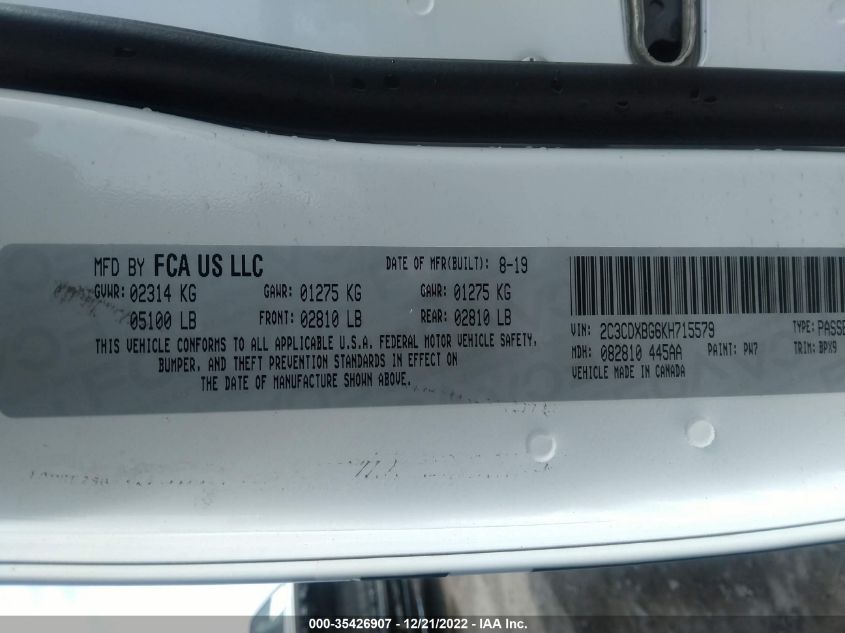 MFD BY FCA US LLC DATE OF MFR(BUILT): 8-19
GVWR: 02314 KG GAWR: 01275 KG GAWR: 01275 KG
05100 LB FRONT: 02810 LB REAR: 02810 LB
THIS VEHICLE CONFORMS TO ALL APPLICABLE U.S.A. FEDERAL MOTOR VEHICLE SAFETY,
BUMPER, AND THEFT PREVENTION STANDARDS IN EFFECT ON
THE DATE OF MANUFACTURE SHOWN ABOVE.
VIN: 2C3CDXBG6KH715579 TYPE: PASSE
MDH: 082810 445AA PAINT: PW7 TRIM: BPX9
VEHICLE MADE IN CANADA
000-35426907 - 12/21/2022 - IAA Inc.